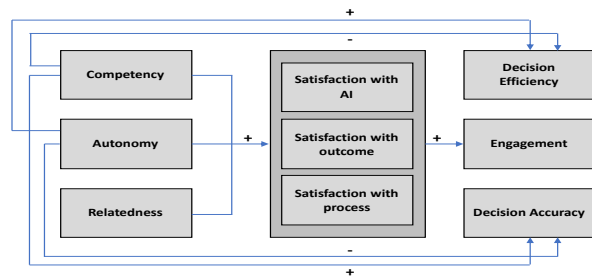 +
-
Competency
Autonomy
Relatedness
+
Satisfaction with
AI
Satisfaction with
outcome
Satisfaction with
process
+
Decision
Efficiency
Engagement
Decision Accuracy
-
+